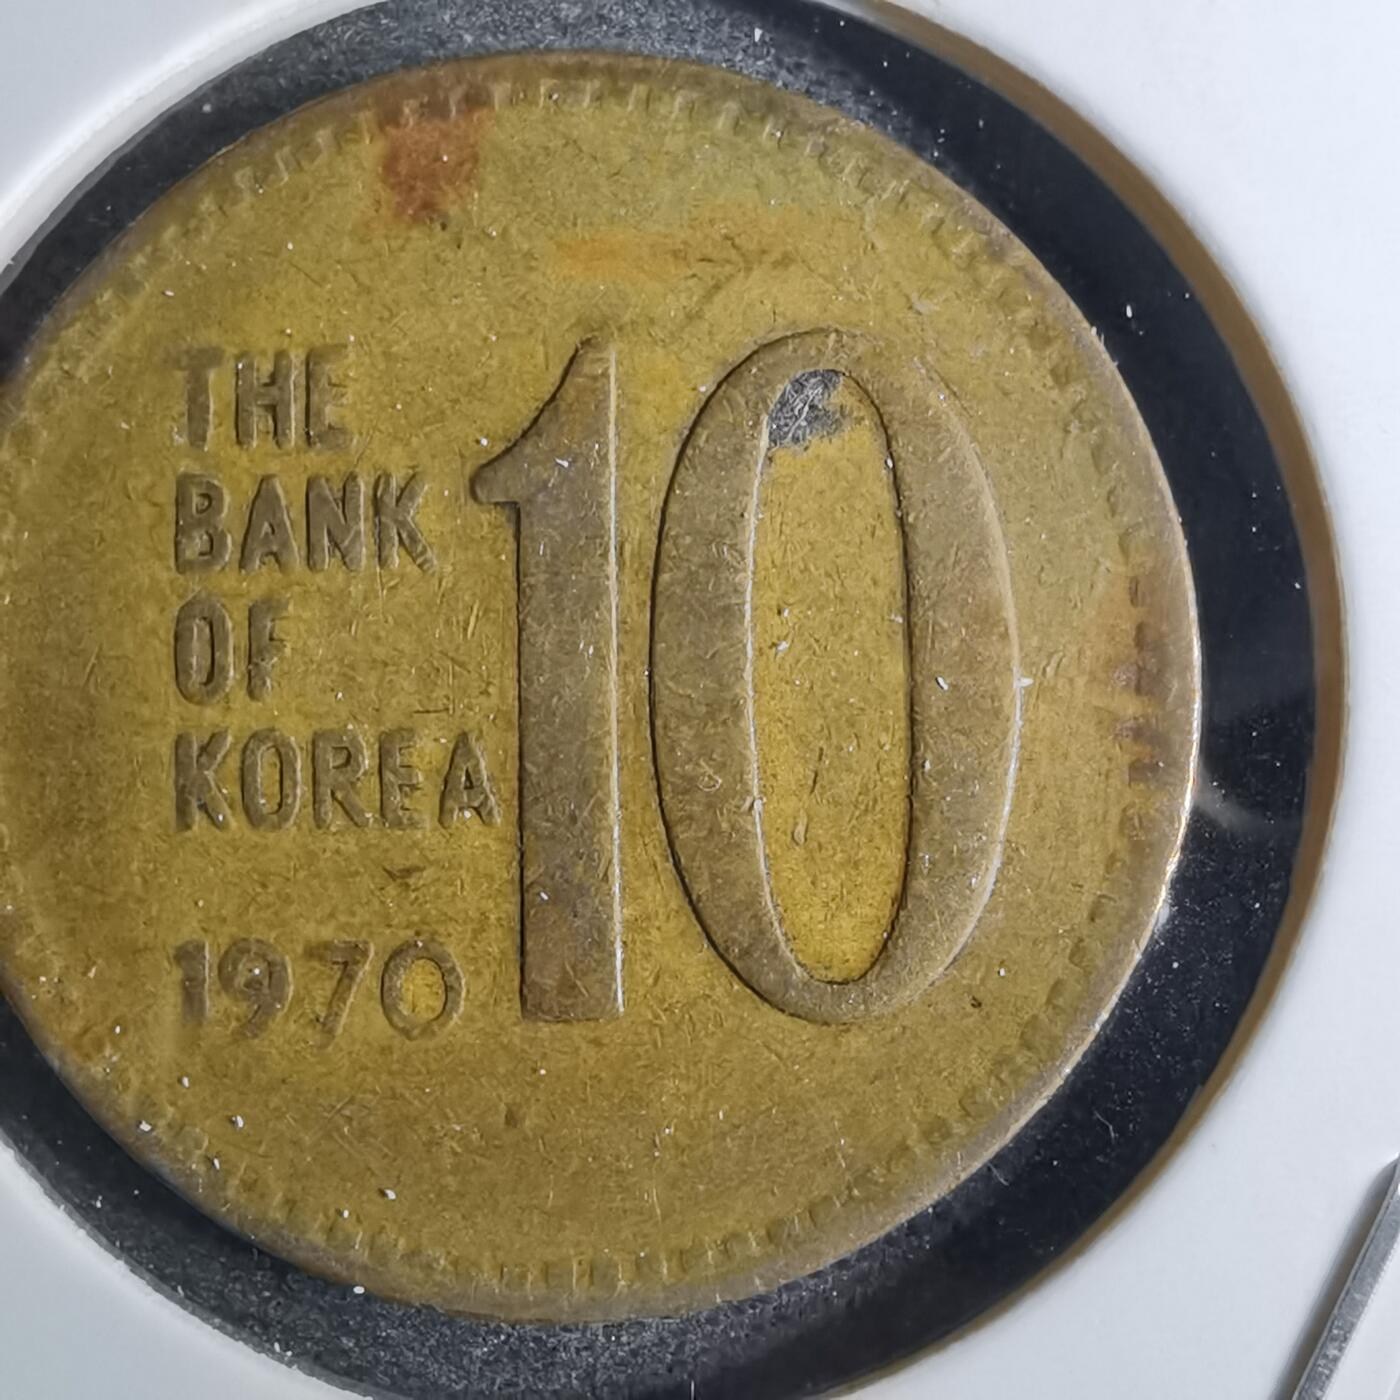 THE
BANK
OF
KOREA
1970
10